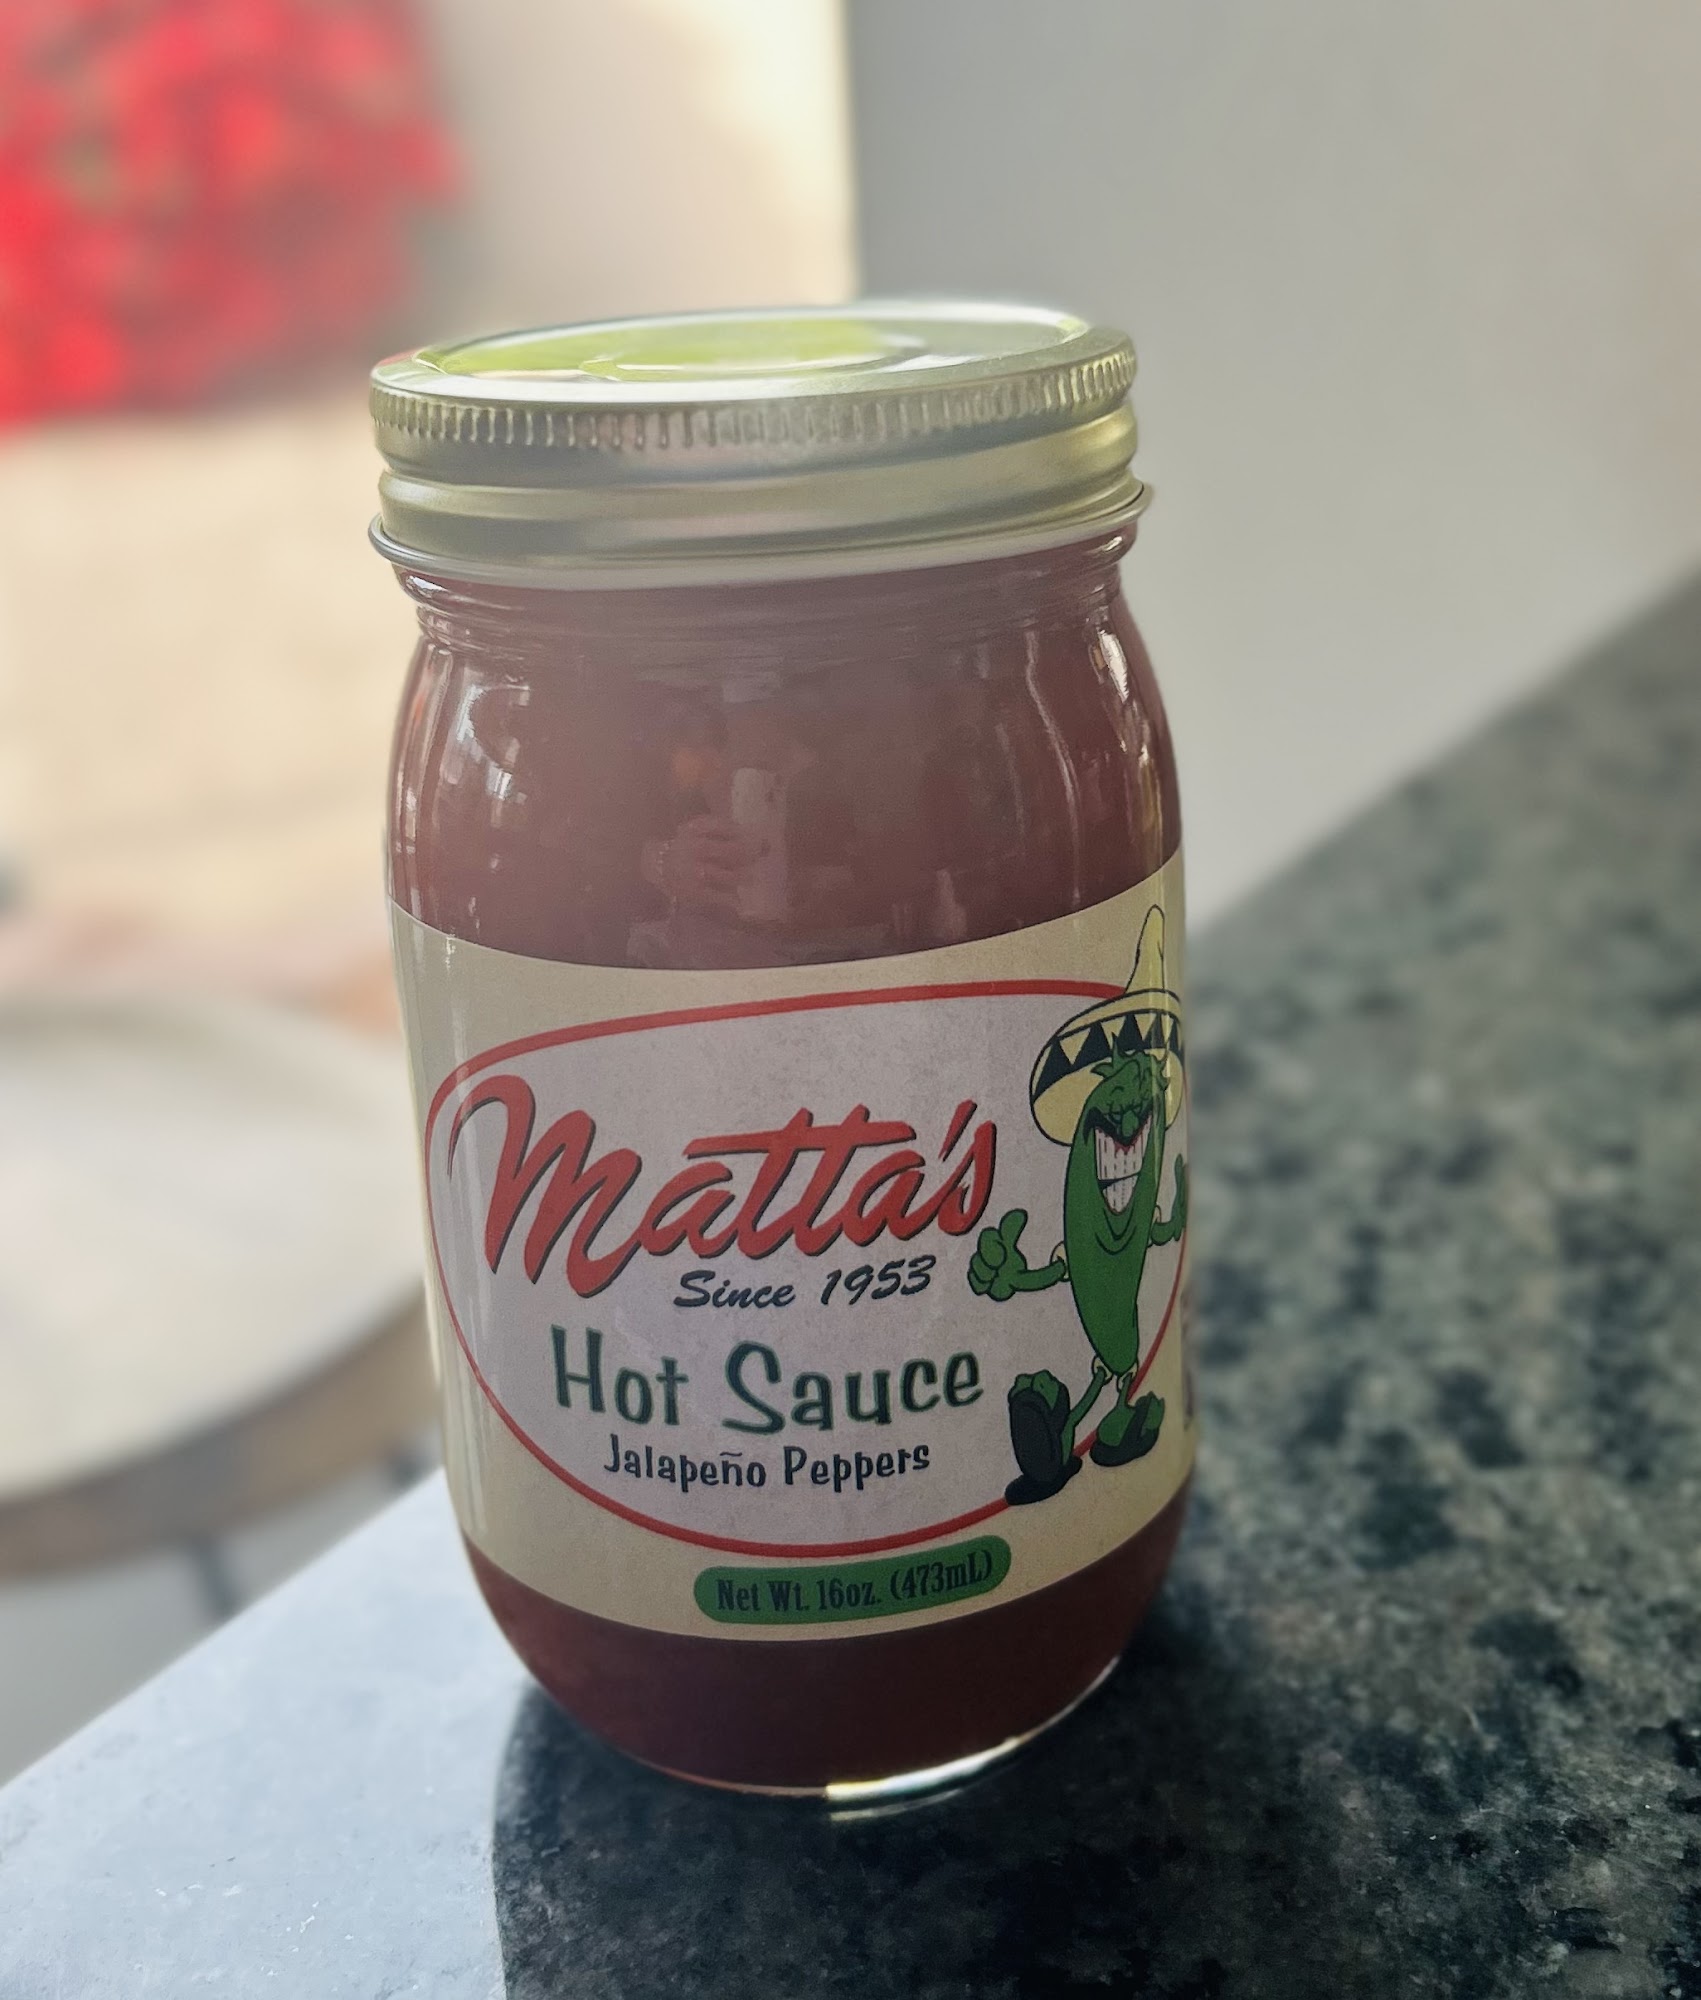 Matta's
Since 1953
Hot Sauce
Jalapeño Peppers
Net Wt. 16oz. (473mL)